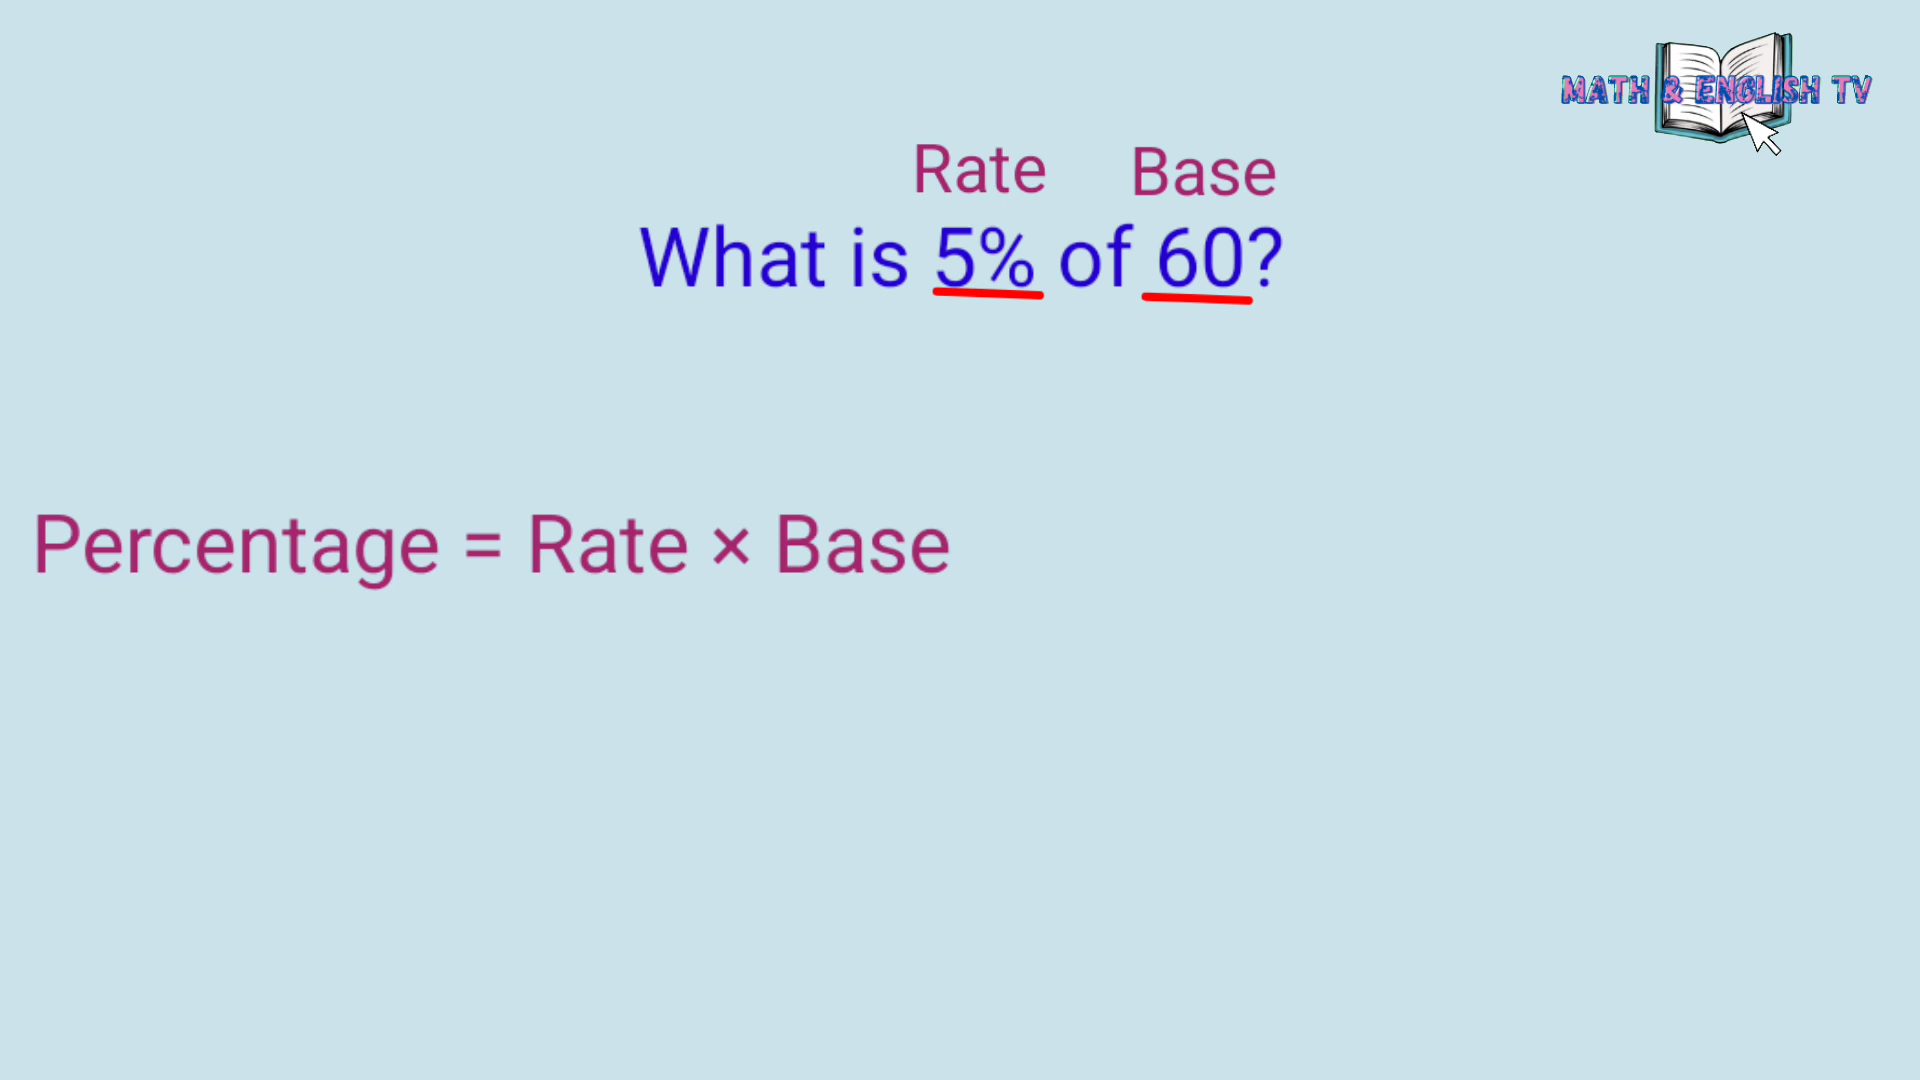 MATH & ENGLISH TV
Rate Base
What is 5% of 60?
Percentage = Rate × Base